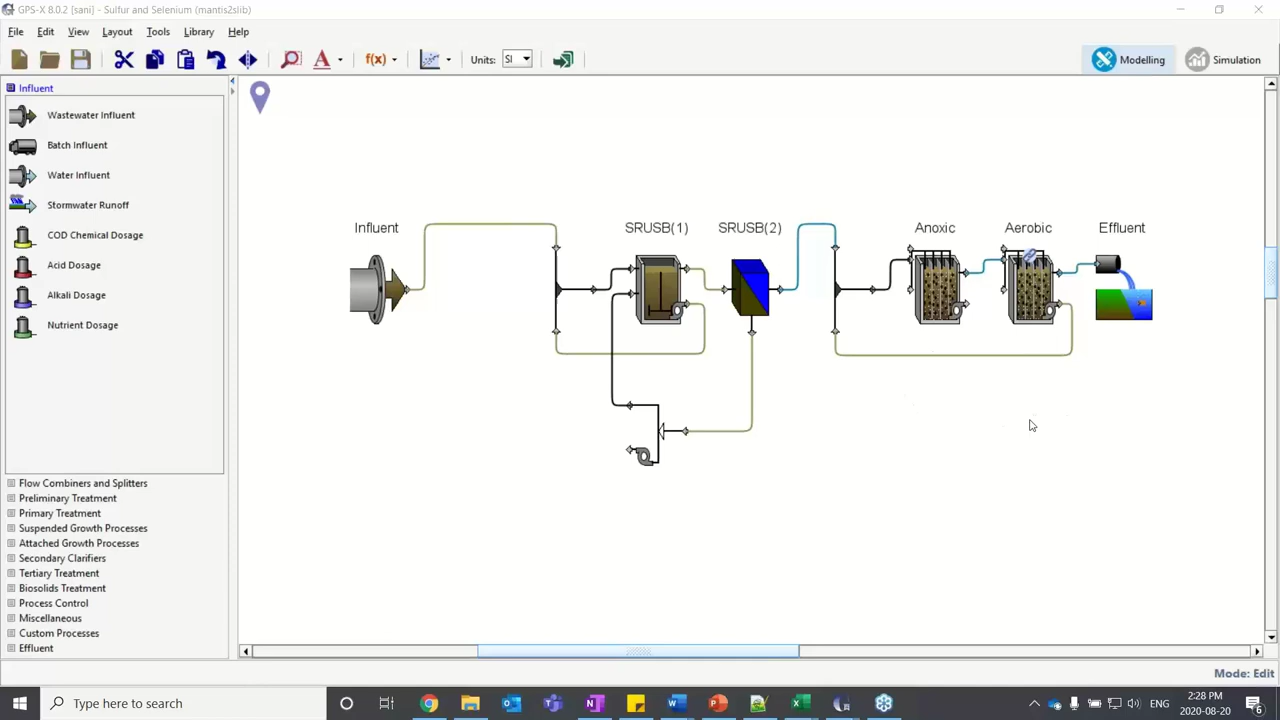 GPS-X 8.0.2 [sani] - Sulfur and Selenium (mantis2slib)
File Edit View Layout Tools Library Help
A f(x) Units: SI Modelling Simulation
Influent
Wastewater Influent
Batch Influent
Water Influent
Stormwater Runoff
COD Chemical Dosage
Acid Dosage
Alkali Dosage
Nutrient Dosage
Flow Combiners and Splitters
Preliminary Treatment
Primary Treatment
Suspended Growth Processes
Attached Growth Processes
Secondary Clarifiers
Tertiary Treatment
Biosolids Treatment
Process Control
Miscellaneous
Custom Processes
Effluent
Influent SRUSB(1) SRUSB(2) Anoxic Aerobic Effluent
Mode: Edit
Type here to search
ENG
2:28 PM
2020-08-20
6